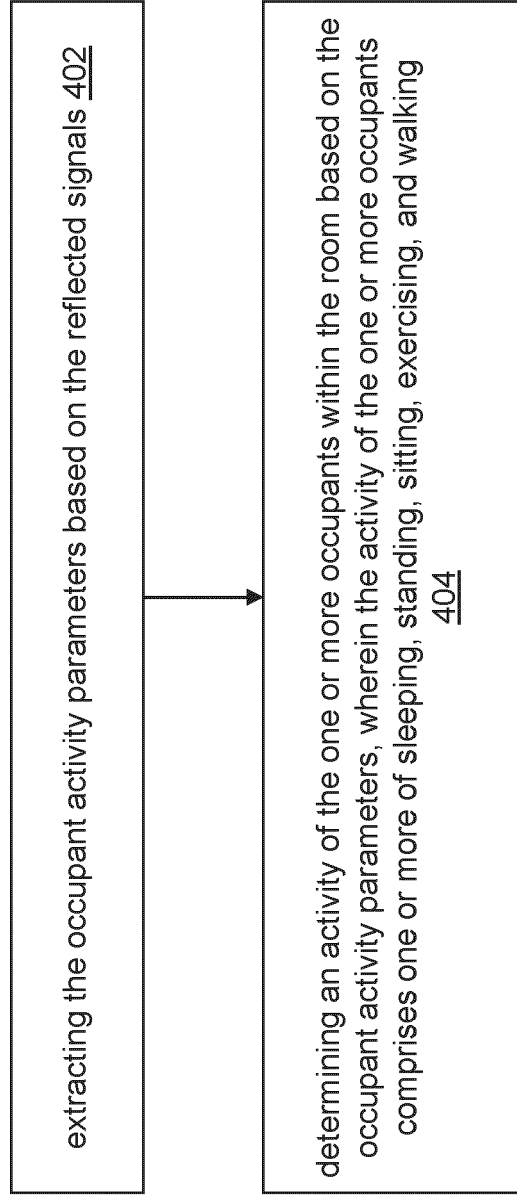 extracting the occupant activity parameters based on the reflected signals 402
determining an activity of the one or more occupants within the room based on the
occupant activity parameters, wherein the activity of the one or more occupants
comprises one or more of sleeping, standing, sitting, exercising, and walking
404